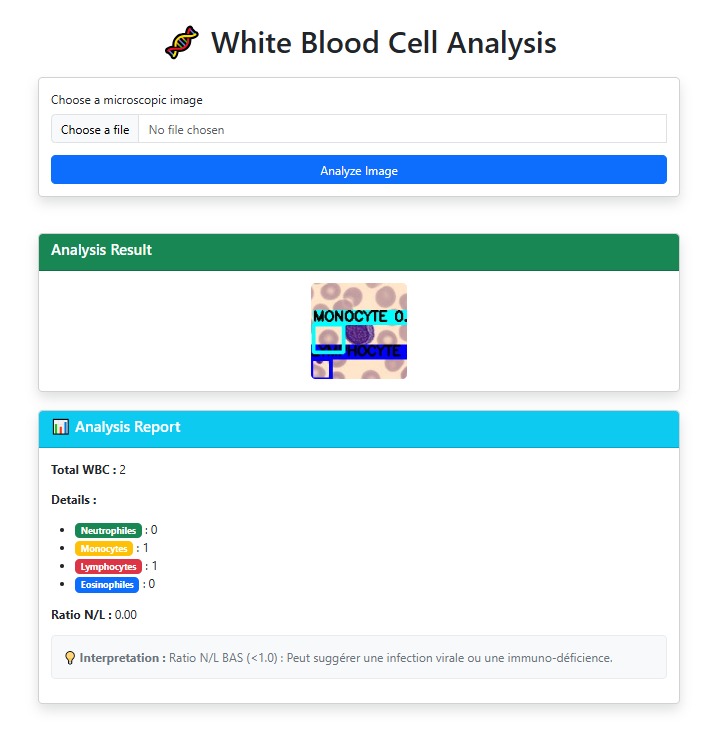 White Blood Cell Analysis
Choose a microscopic image
Choose a file No file chosen
Analyze Image
Analysis Result
MONOCYTE 0.
HOCYTE
Analysis Report
Total WBC : 2
Details :
Neutrophiles : 0
Monocytes : 1
Lymphocytes : 1
Eosinophiles : 0
Ratio N/L : 0.00
Interpretation : Ratio N/L BAS (<1.0) : Peut suggérer une infection virale ou une immuno-déficience.